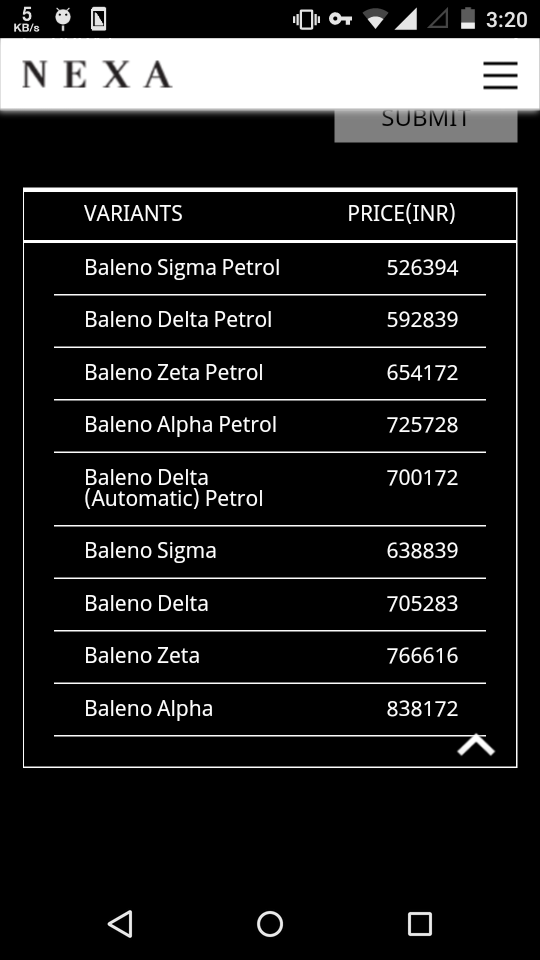 5
KB/s
3:20
NEXA
SUBMIT
VARIANTS PRICE(INR)
Baleno Sigma Petrol 526394
Baleno Delta Petrol 592839
Baleno Zeta Petrol 654172
Baleno Alpha Petrol 725728
Baleno Delta 700172
(Automatic) Petrol
Baleno Sigma 638839
Baleno Delta 705283
Baleno Zeta 766616
Baleno Alpha 838172